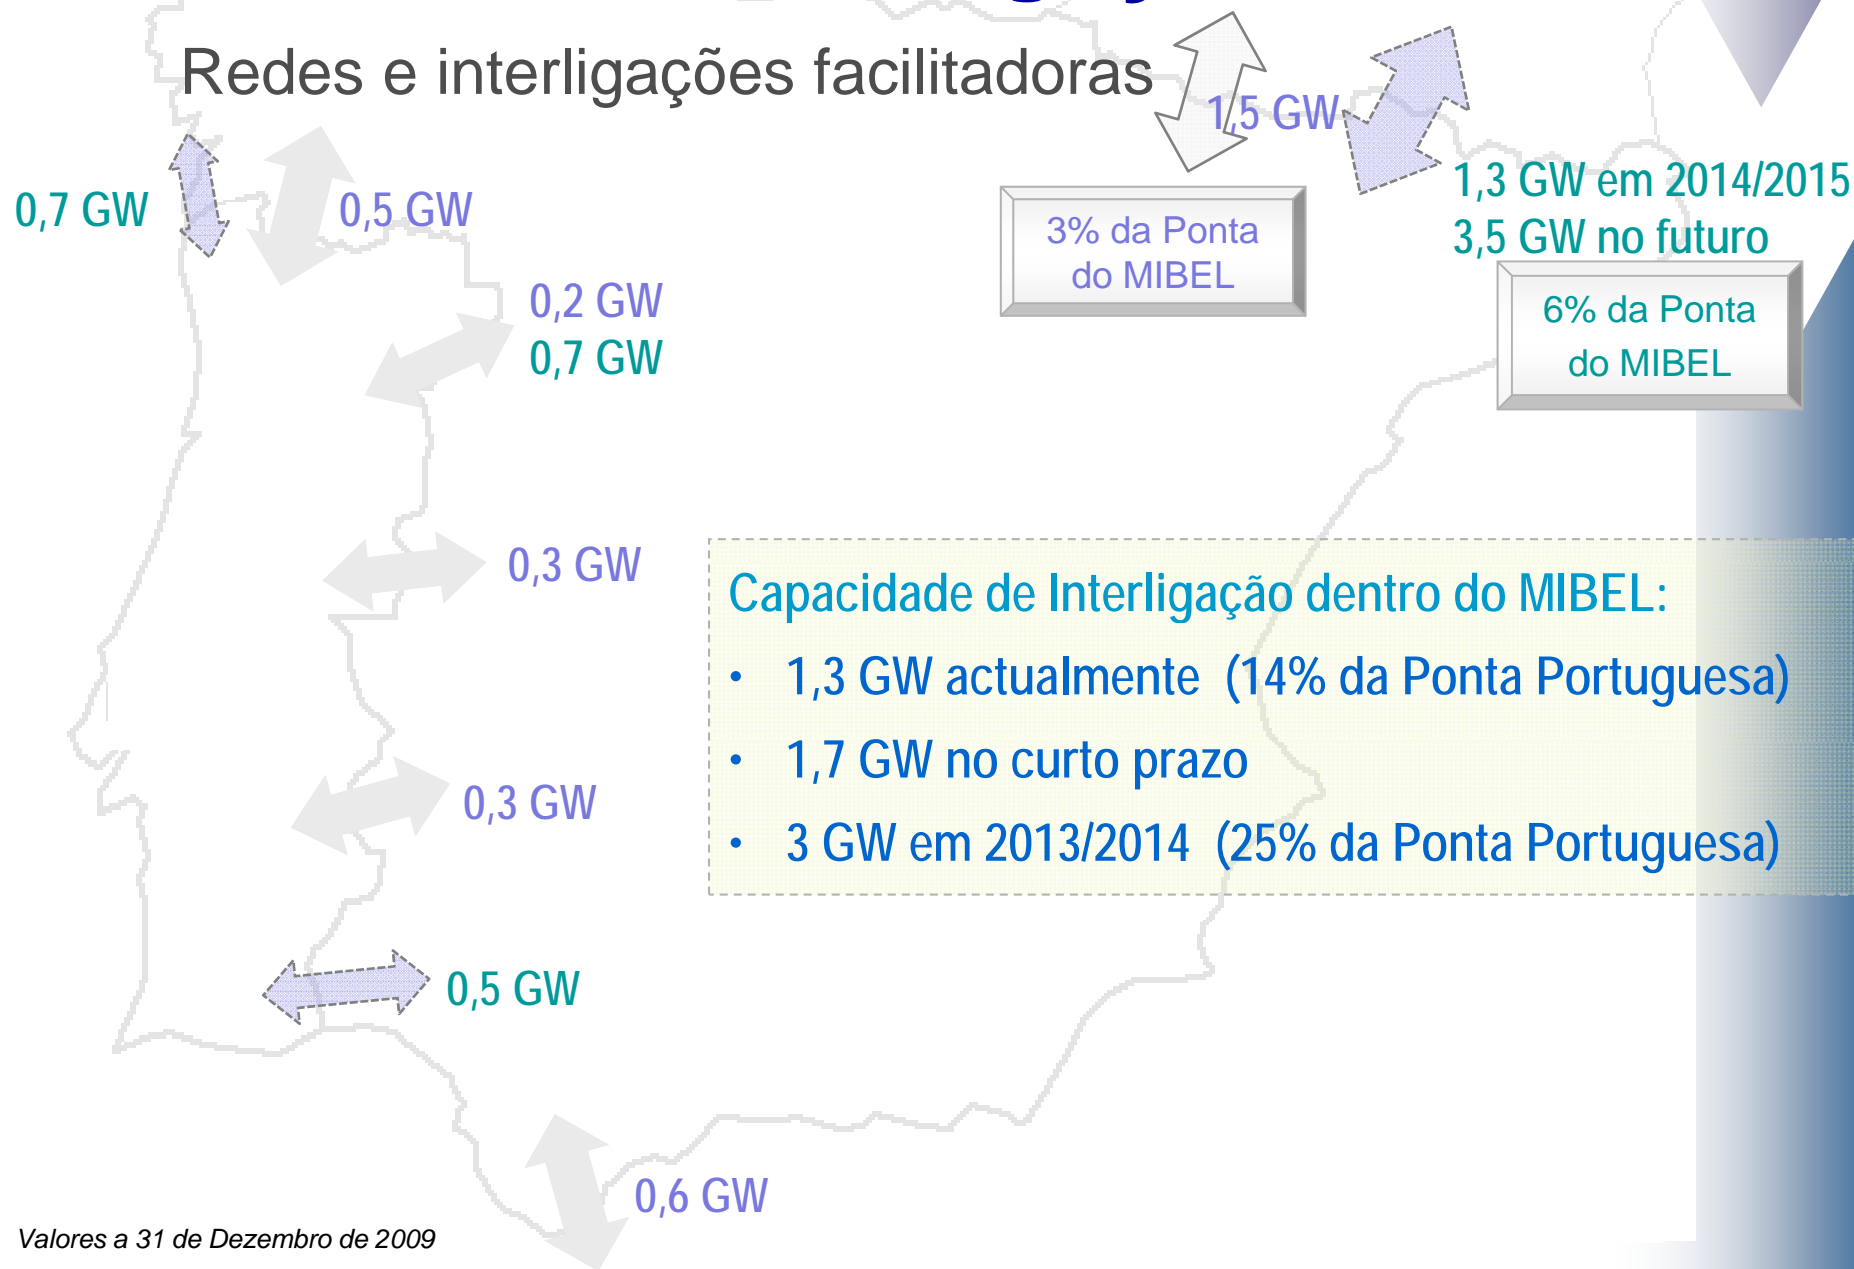 Redes e interligações facilitadoras
1,5 GW
0,7 GW
0,5 GW
1,3 GW em 2014/2015
3,5 GW no futuro
3% da Ponta
do MIBEL
6% da Ponta
do MIBEL
0,2 GW
0,7 GW
0,3 GW
Capacidade de Interligação dentro do MIBEL:
• 1,3 GW actualmente (14% da Ponta Portuguesa)
• 1,7 GW no curto prazo
• 3 GW em 2013/2014 (25% da Ponta Portuguesa)
0,3 GW
0,5 GW
0,6 GW
Valores a 31 de Dezembro de 2009